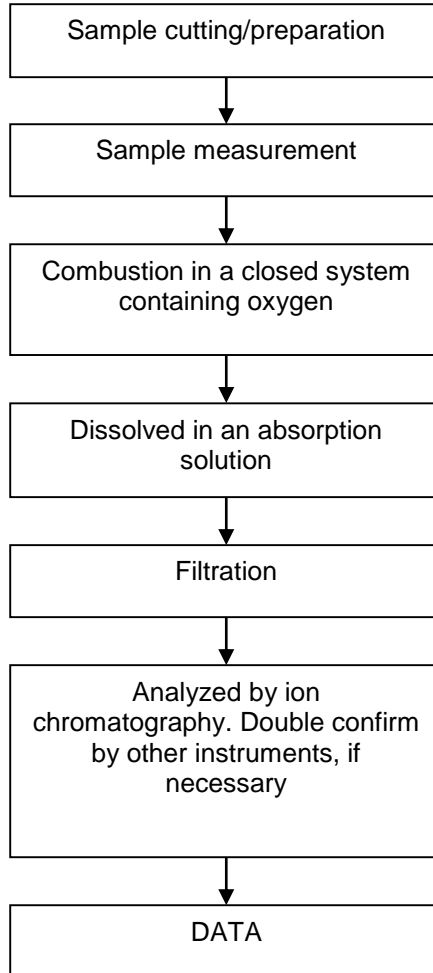 Sample cutting/preparation
Sample measurement
Combustion in a closed system
containing oxygen
Dissolved in an absorption
solution
Filtration
Analyzed by ion
chromatography. Double confirm
by other instruments, if
necessary
DATA